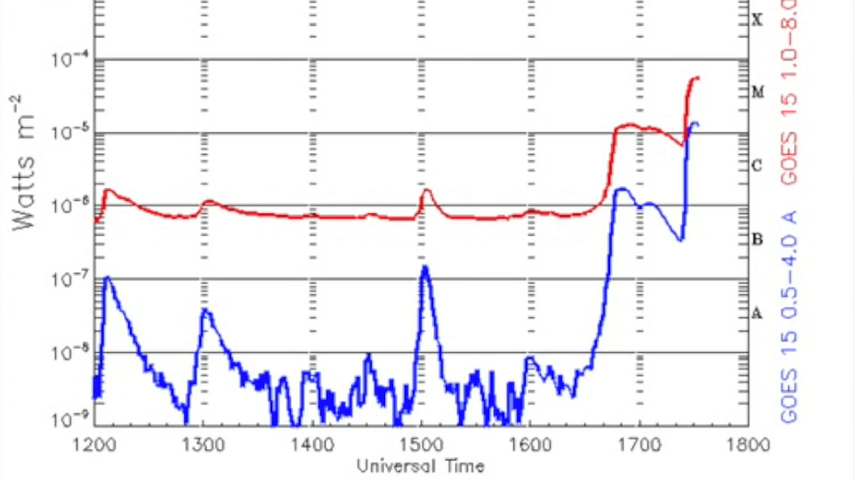 X
10⁻⁴
M
10⁻⁵
C
10⁻⁶
B
10⁻⁷
A
10⁻⁸
10⁻⁹
Watts m⁻²
1200 1300 1400 1500 1600 1700 1800
Universal Time
GOES 15 1.0-8.0
GOES 15 0.5-4.0 A